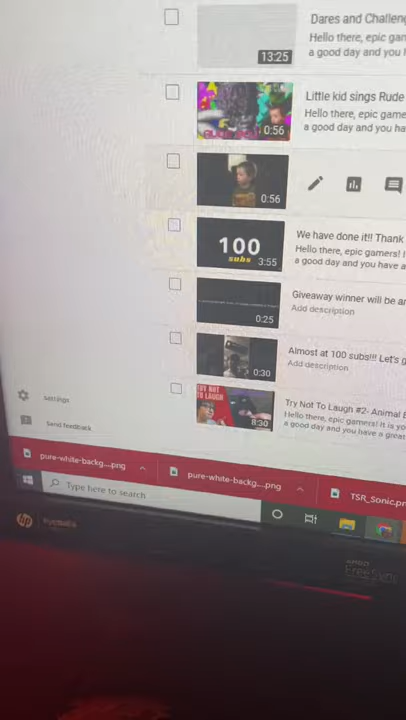 Dares and Challeng
Hello there, epic gam
a good day and you h
13:25
Little kid sings Rude
Hello there, epic games
a good day and you ha
0:56
0:56
100
subs
3:55
We have done it!! Thank
Hello there, epic gamers! I
a good day and you have a
0:25
Giveaway winner will be an
Add description
0:30
Almost at 100 subs!!! Let's g
Add description
TRY NOT
TO LAUGH
8:30
Try Not To Laugh #2- Animal E
Hello there, epic gamers! It is yo
a good day and you have a great
Settings
Send feedback
pure-white-backg....png
pure-white-backg....png
TSR_Sonic.pn
Type here to search
hp
AMD
FreeSync